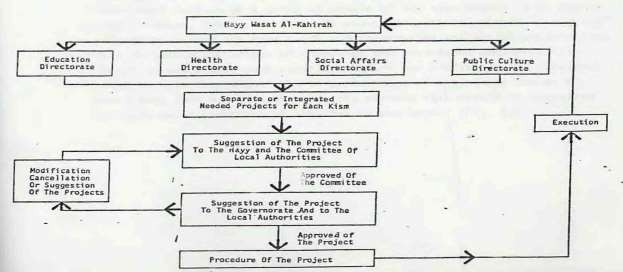 Hayy Wasat Al-Kahirah
Education
Directorate
Health
Directorate
Social Affairs
Directorate
Public Culture
Directorate
Separate or Integrated
Needed Projects for Each Kism
Execution
Suggestion of The Project
To The Hayy and The Committee Of
Local Authorities
Modification
Cancellation
Or Suggestion
Of The Projects
Approved Of
The Committee
Suggestion of The Project
To The Governorate And to The
Local Authorities
Approved of
The Project
Procedure Of The Project